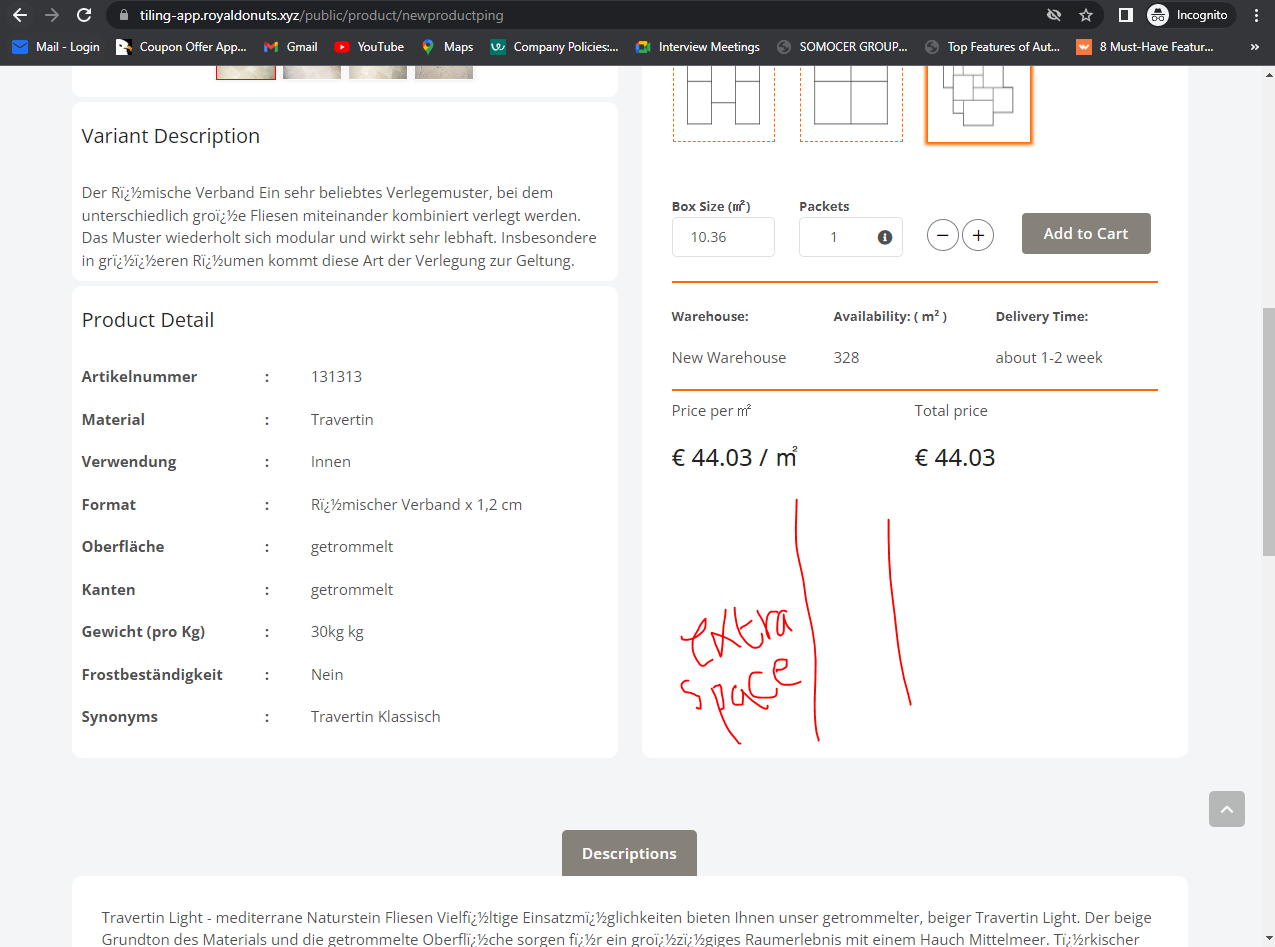 tiling-app.royaldonuts.xyz/public/product/newproductping
Incognito
Mail - Login
Coupon Offer App...
Gmail
YouTube
Maps
Company Policies:...
Interview Meetings
SOMOCER GROUP...
Top Features of Aut...
8 Must-Have Featur...
»
Variant Description
Der Rï¿½mische Verband Ein sehr beliebtes Verlegemuster, bei dem
unterschiedlich groï¿½e Fliesen miteinander kombiniert verlegt werden.
Das Muster wiederholt sich modular und wirkt sehr lebhaft. Insbesondere
in grï¿½ï¿½eren Rï¿½umen kommt diese Art der Verlegung zur Geltung.
Product Detail
Artikelnummer : 131313
Material : Travertin
Verwendung : Innen
Format : Rï¿½mischer Verband x 1,2 cm
Oberfläche : getrommelt
Kanten : getrommelt
Gewicht (pro Kg) : 30kg kg
Frostbeständigkeit : Nein
Synonyms : Travertin Klassisch
Box Size (㎡) Packets
10.36 1 − + Add to Cart
Warehouse: Availability: ( m² ) Delivery Time:
New Warehouse 328 about 1-2 week
Price per ㎡ Total price
€ 44.03 / ㎡ € 44.03
extra
space
Descriptions
Travertin Light - mediterrane Naturstein Fliesen Vielfï¿½ltige Einsatzmï¿½glichkeiten bieten Ihnen unser getrommelter, beiger Travertin Light. Der beige
Grundton des Materials und die getrommelte Oberflï¿½che sorgen fï¿½r ein groï¿½zï¿½giges Raumerlebnis mit einem Hauch Mittelmeer. Tï¿½rkischer